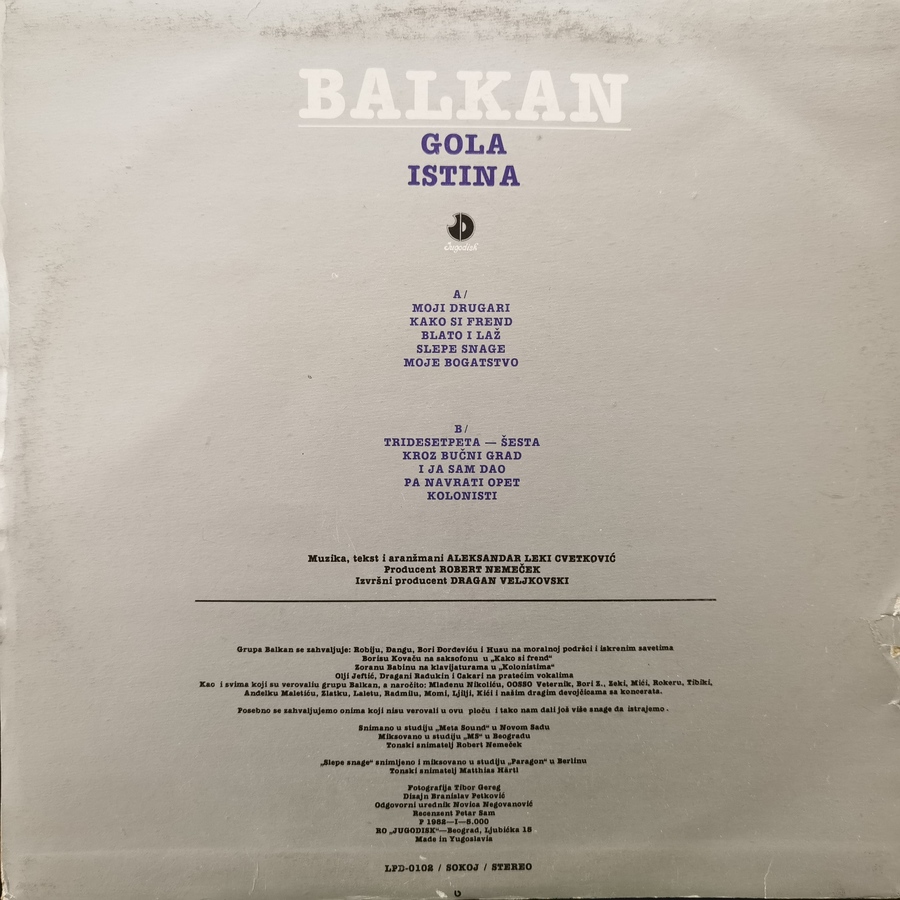 BALKAN
GOLA
ISTINA
Jugodisk
A/
MOJI DRUGARI
KAKO SI FREND
BLATO I LAŽ
SLEPE SNAGE
MOJE BOGATSTVO
B/
TRIDESETPETA — ŠESTA
KROZ BUČNI GRAD
I JA SAM DAO
PA NAVRATI OPET
KOLONISTI
Muzika, tekst i aranžmani ALEKSANDAR LEKI CVETKOVIĆ
Producent ROBERT NEMEČEK
Izvršni producent DRAGAN VELJKOVSKI
Grupa Balkan se zahvaljuje: Robiju, Đangu, Bori Đorđeviću i Husu na moralnoj podršci i iskrenim savetima
Borisu Kovaču na saksofonu u „Kako si frend“
Zoranu Babinu na klavijaturama u „Kolonistima“
Olji Jeftić, Dragani Radukin i Cakari na pratećim vokalima
Kao i svima koji su verovaliu grupu Balkan, a naročito: Mlađenu Nikoliću, OOSSO Veternik, Bori Z., Zeki, Mići, Rokeru, Tibiki,
Anđelku Maletiću, Zlatku, Laletu, Radmilu, Momi, Ljilji, Kići i našim dragim devojčicama sa koncerata.
Posebno se zahvaljujemo onima koji nisu verovali u ovu ploču i tako nam dali još više snage da istrajemo.
Snimano u studiju „Meta Sound“ u Novom Sadu
Miksovano u studiju „MS“ u Beogradu
Tonski snimatelj Robert Nemeček
„Slepe snage“ snimljeno i miksovano u studiju „Paragon“ u Berlinu
Tonski snimatelj Matthias Härtl
Fotografija Tibor Gereg
Dizajn Branislav Petković
Odgovorni urednik Novica Negovanović
Recenzent Petar Sam
P 1982—I—5.000
RO „JUGODISK“—Beograd, Ljubićka 15
Made in Yugoslavia
LPD-0102 / SOKOJ / STEREO